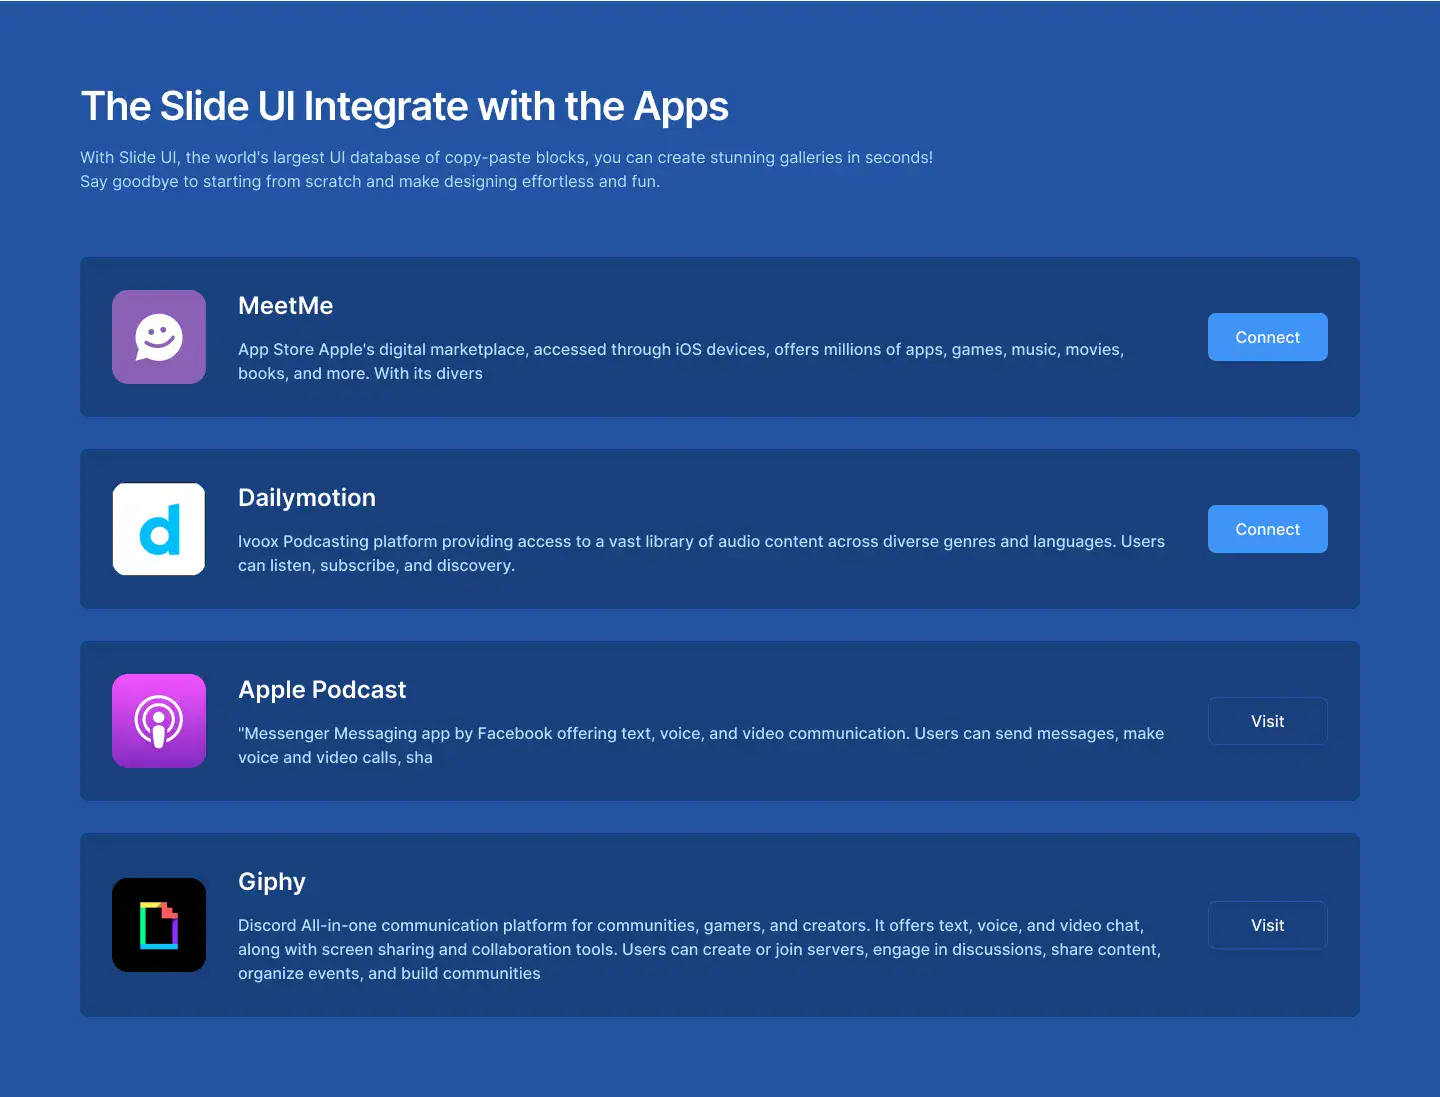 The Slide UI Integrate with the Apps
With Slide UI, the world's largest UI database of copy-paste blocks, you can create stunning galleries in seconds!
Say goodbye to starting from scratch and make designing effortless and fun.
MeetMe
App Store Apple's digital marketplace, accessed through iOS devices, offers millions of apps, games, music, movies,
books, and more. With its divers
Connect
d
Dailymotion
Ivoox Podcasting platform providing access to a vast library of audio content across diverse genres and languages. Users
can listen, subscribe, and discovery.
Connect
Apple Podcast
"Messenger Messaging app by Facebook offering text, voice, and video communication. Users can send messages, make
voice and video calls, sha
Visit
Giphy
Discord All-in-one communication platform for communities, gamers, and creators. It offers text, voice, and video chat,
along with screen sharing and collaboration tools. Users can create or join servers, engage in discussions, share content,
organize events, and build communities
Visit